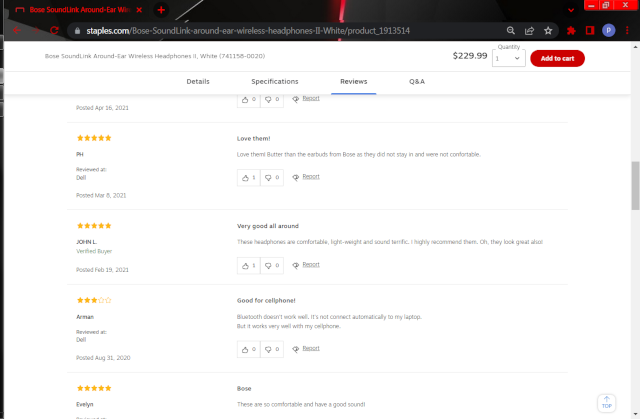 Bose SoundLink Around-Ear Wir
staples.com/Bose-SoundLink-around-ear-wireless-headphones-II-White/product_1913514
P
Bose SoundLink Around-Ear Wireless Headphones II, White (741158-0020)
$229.99
Quantity
1
Add to cart
Details
Specifications
Reviews
Q&A
0
0
Report
Posted Apr 16, 2021
Love them!
PH
Love them! Butter than the earbuds from Bose as they did not stay in and were not confortable.
Reviewed at:
Dell
1
0
Report
Posted Mar 8, 2021
Very good all around
JOHN L.
These headphones are comfortable, light-weight and sound terrific. I highly recommend them. Oh, they look great also!
Verified Buyer
1
0
Report
Posted Feb 19, 2021
Good for cellphone!
Arman
Bluetooth doesn't work well, It's not connect automatically to my laptop.
But it works very well with my cellphone.
Reviewed at:
Dell
0
0
Report
Posted Aug 31, 2020
Bose
Evelyn
These are so comfortable and have a good sound!
TOP